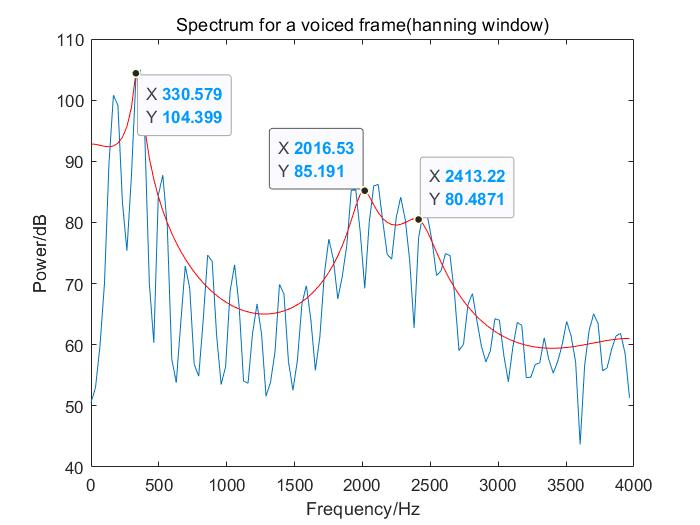 Spectrum for a voiced frame(hanning window)
110
100
90
80
70
60
50
40
Power/dB
X 330.579
Y 104.399
X 2016.53
Y 85.191
X 2413.22
Y 80.4871
0 500 1000 1500 2000 2500 3000 3500 4000
Frequency/Hz